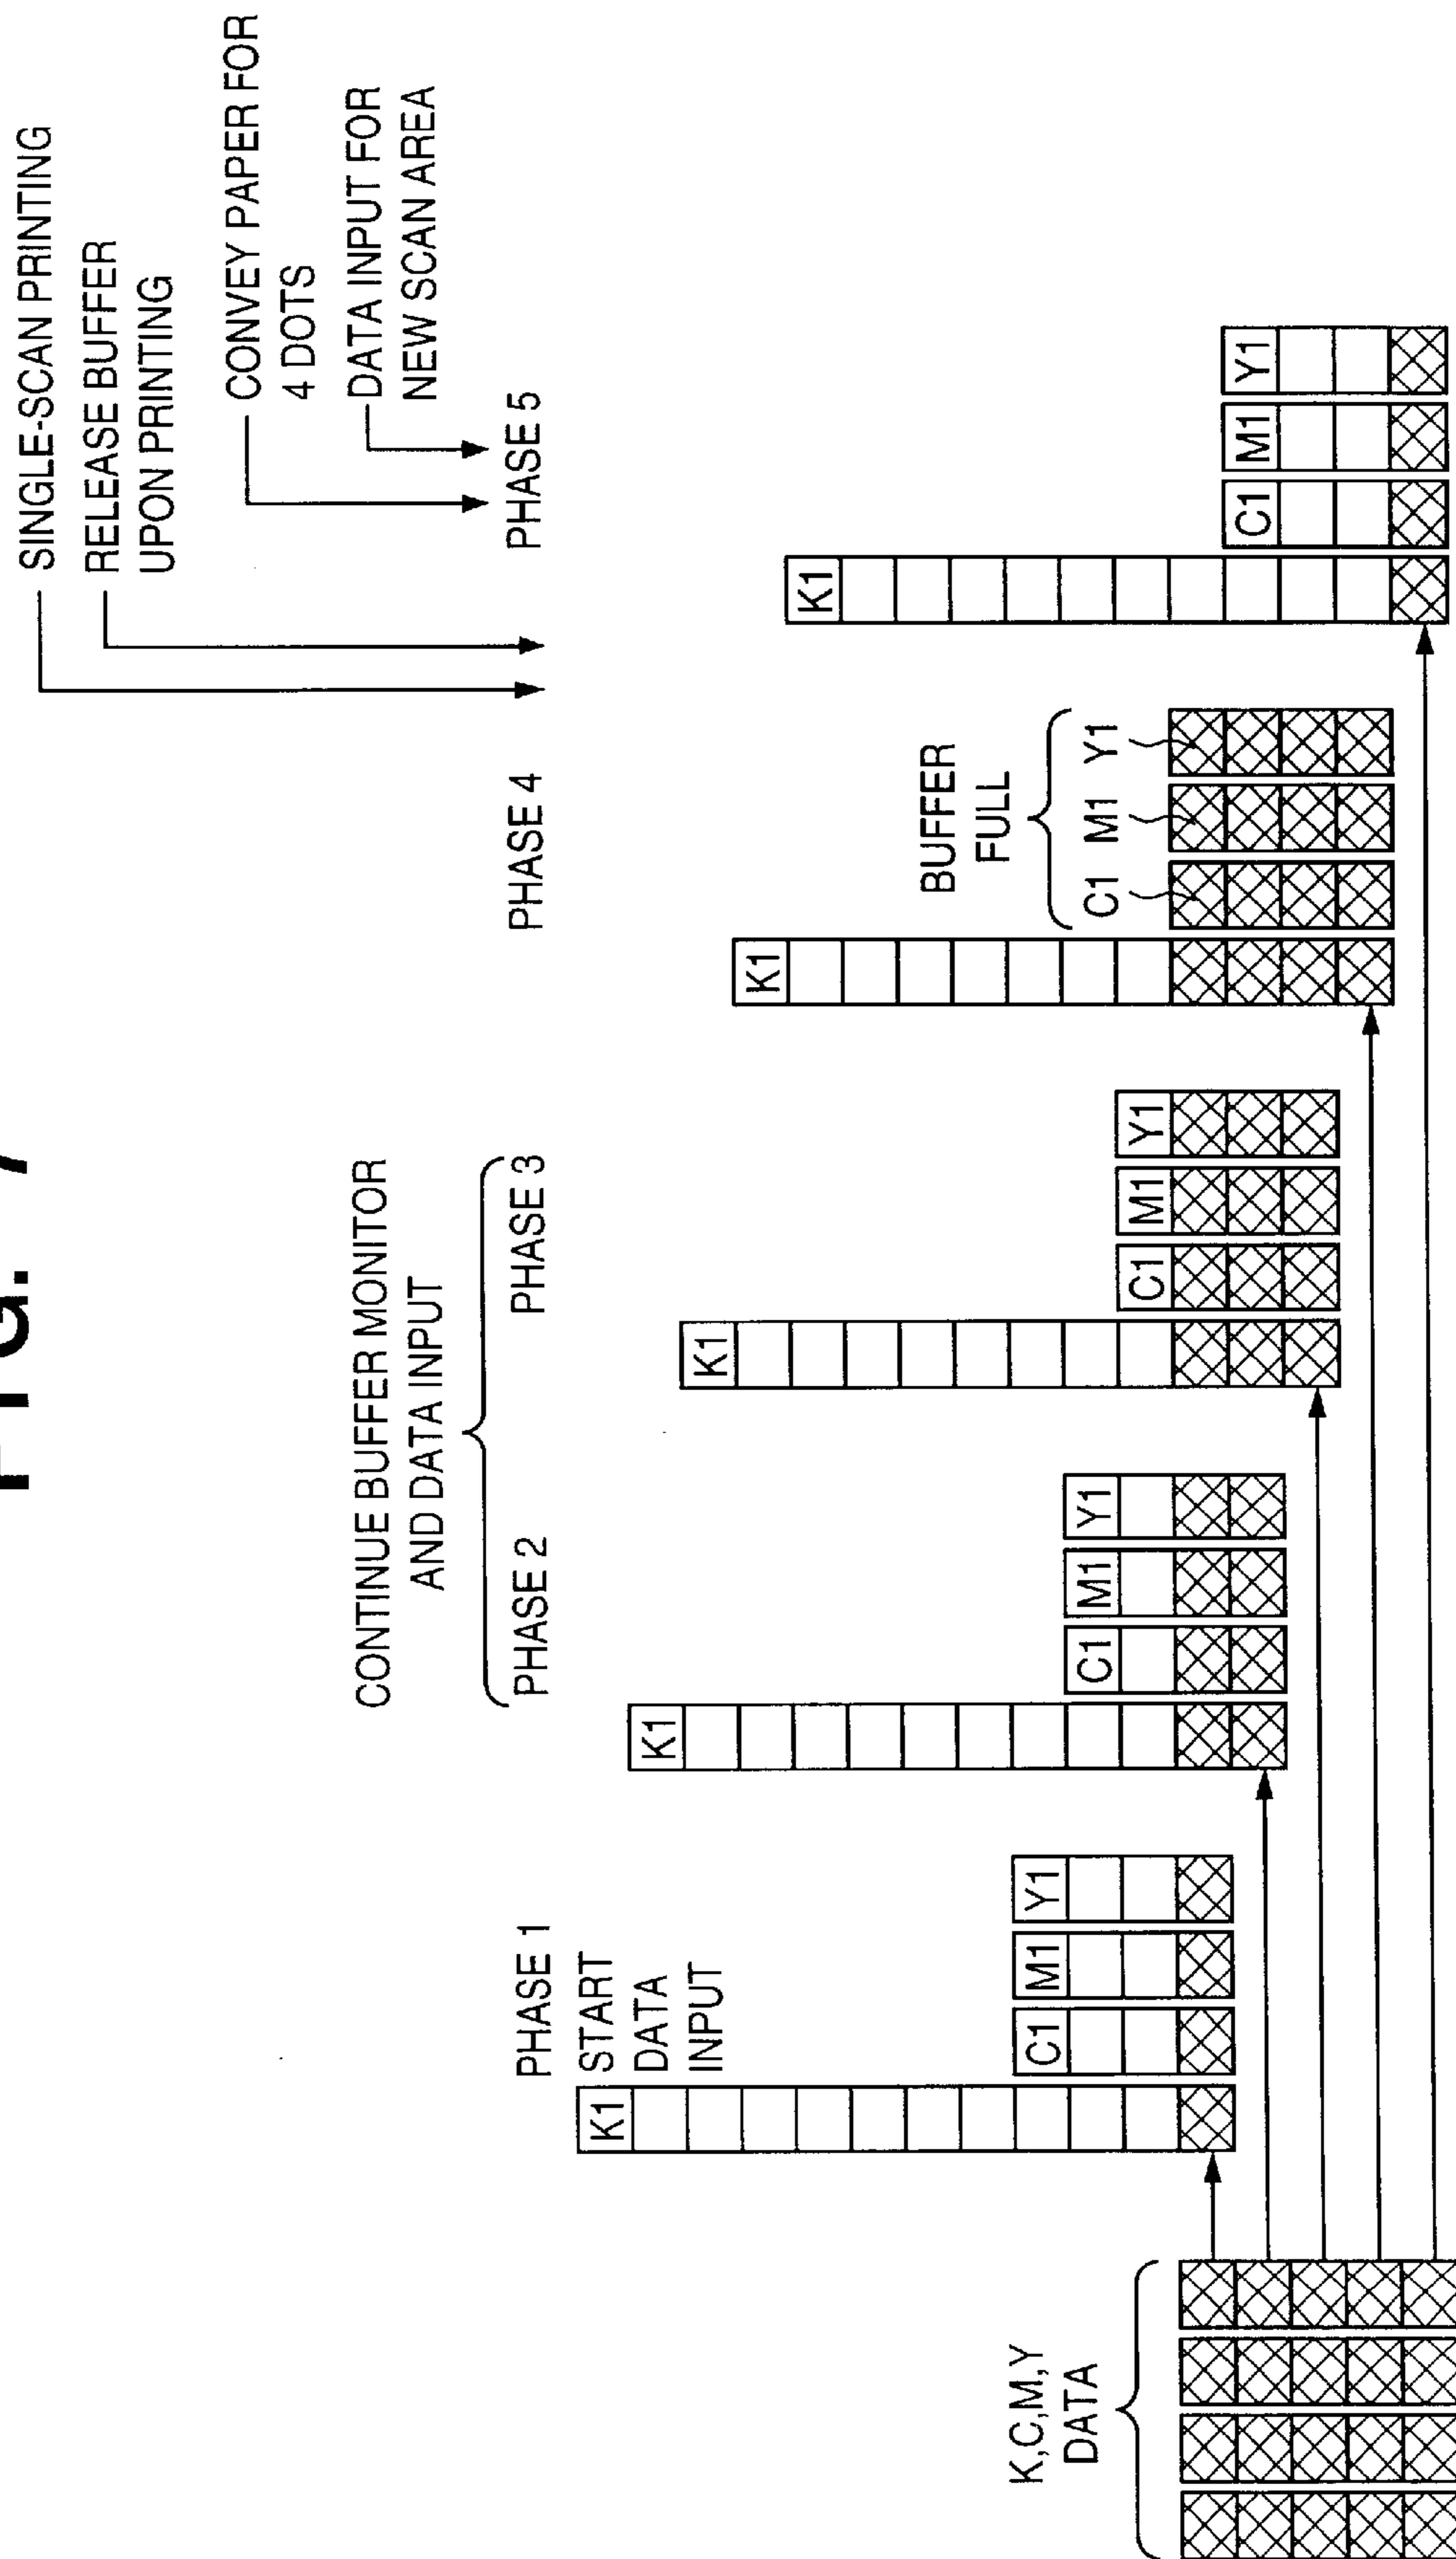 FIG. 7
SINGLE-SCAN PRINTING
RELEASE BUFFER
UPON PRINTING
CONVEY PAPER FOR
4 DOTS
DATA INPUT FOR
NEW SCAN AREA
CONTINUE BUFFER MONITOR
AND DATA INPUT
PHASE 1
PHASE 2
PHASE 3
PHASE 4
PHASE 5
START
DATA
INPUT
K,C,M,Y
DATA
K1 C1 M1 Y1
K1 C1 M1 Y1
K1 C1 M1 Y1
BUFFER
FULL
K1 C1 M1 Y1
K1 C1 M1 Y1